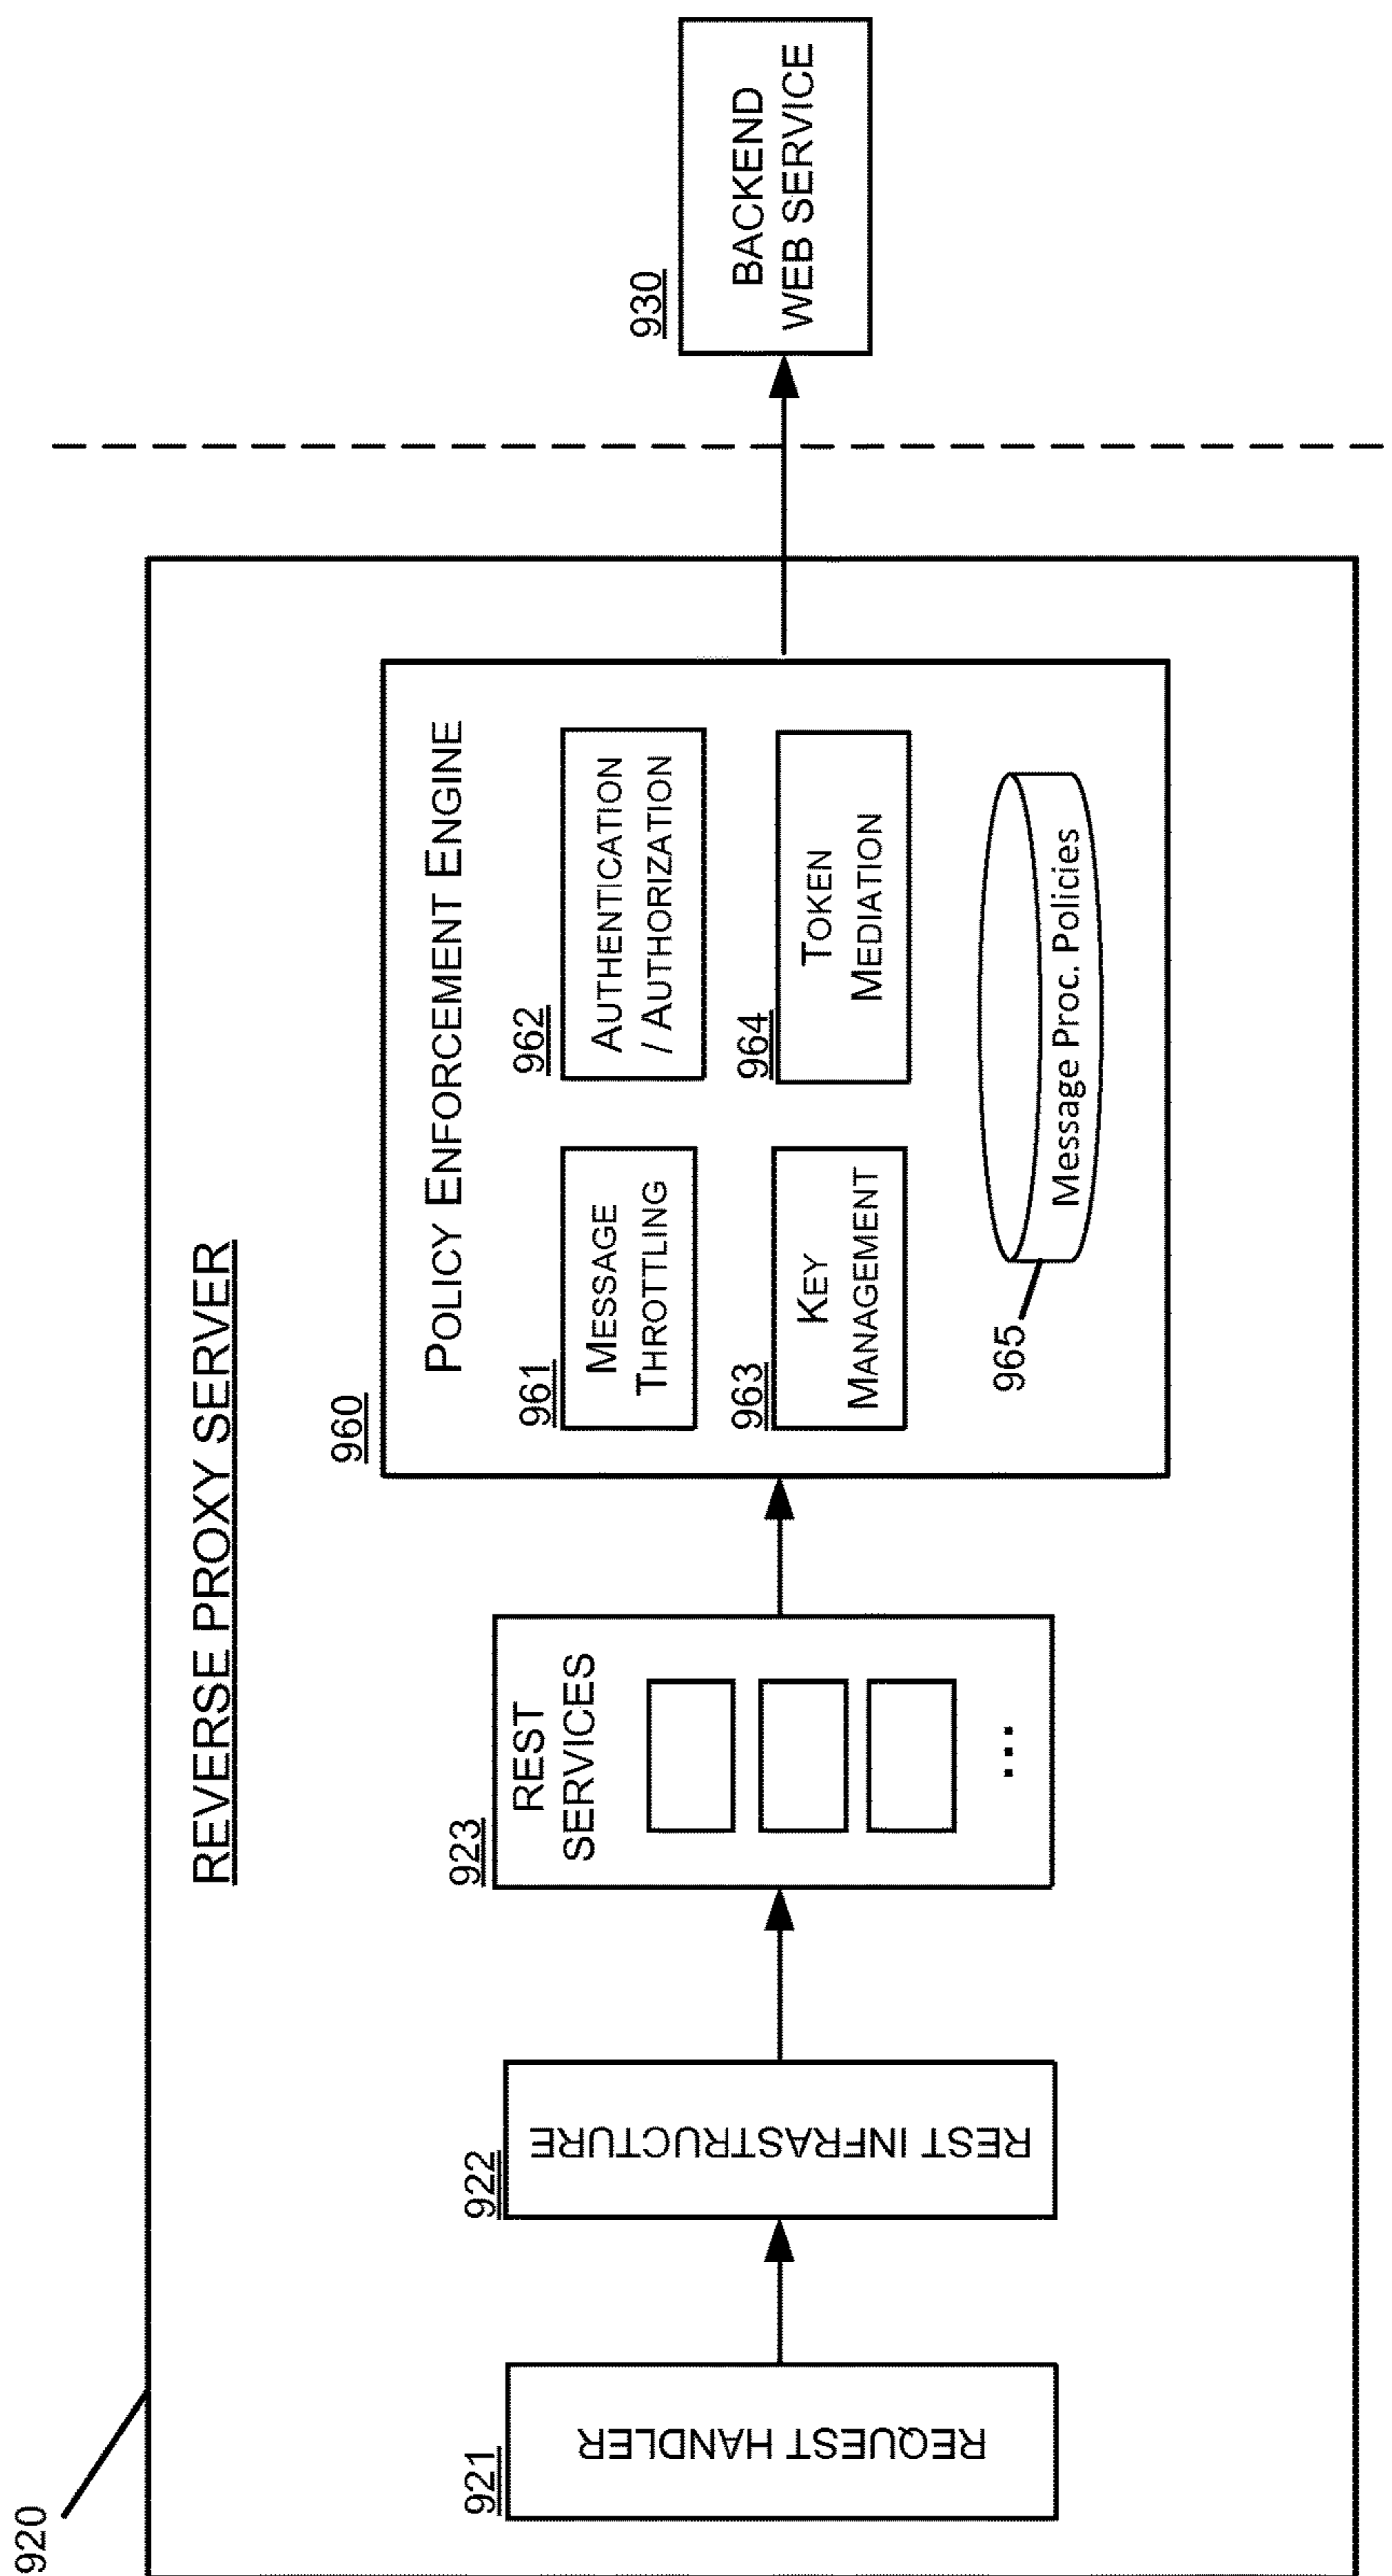 920
REVERSE PROXY SERVER
921
REQUEST HANDLER
922
REST INFRASTRUCTURE
923
REST
SERVICES
...
960
POLICY ENFORCEMENT ENGINE
961
MESSAGE
THROTTLING
962
AUTHENTICATION
/ AUTHORIZATION
963
KEY
MANAGEMENT
964
TOKEN
MEDIATION
965
Message Proc. Policies
930
BACKEND
WEB SERVICE